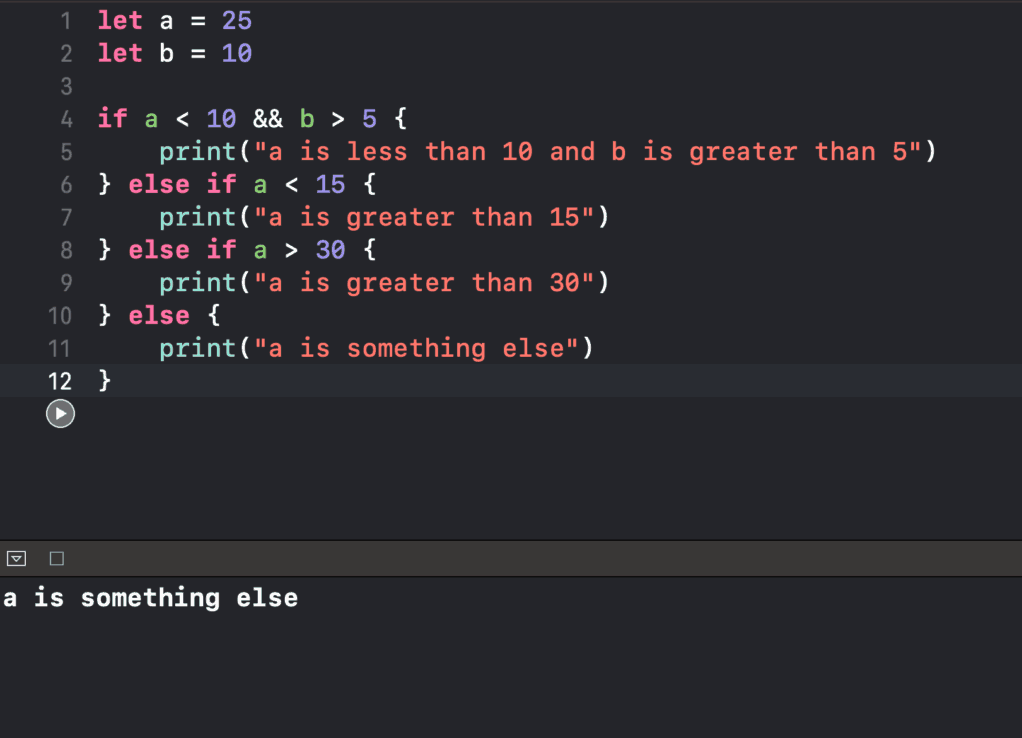 1 let a = 25
2 let b = 10
3
4 if a < 10 && b > 5 {
5     print("a is less than 10 and b is greater than 5")
6 } else if a < 15 {
7     print("a is greater than 15")
8 } else if a > 30 {
9     print("a is greater than 30")
10 } else {
11     print("a is something else")
12 }
a is something else